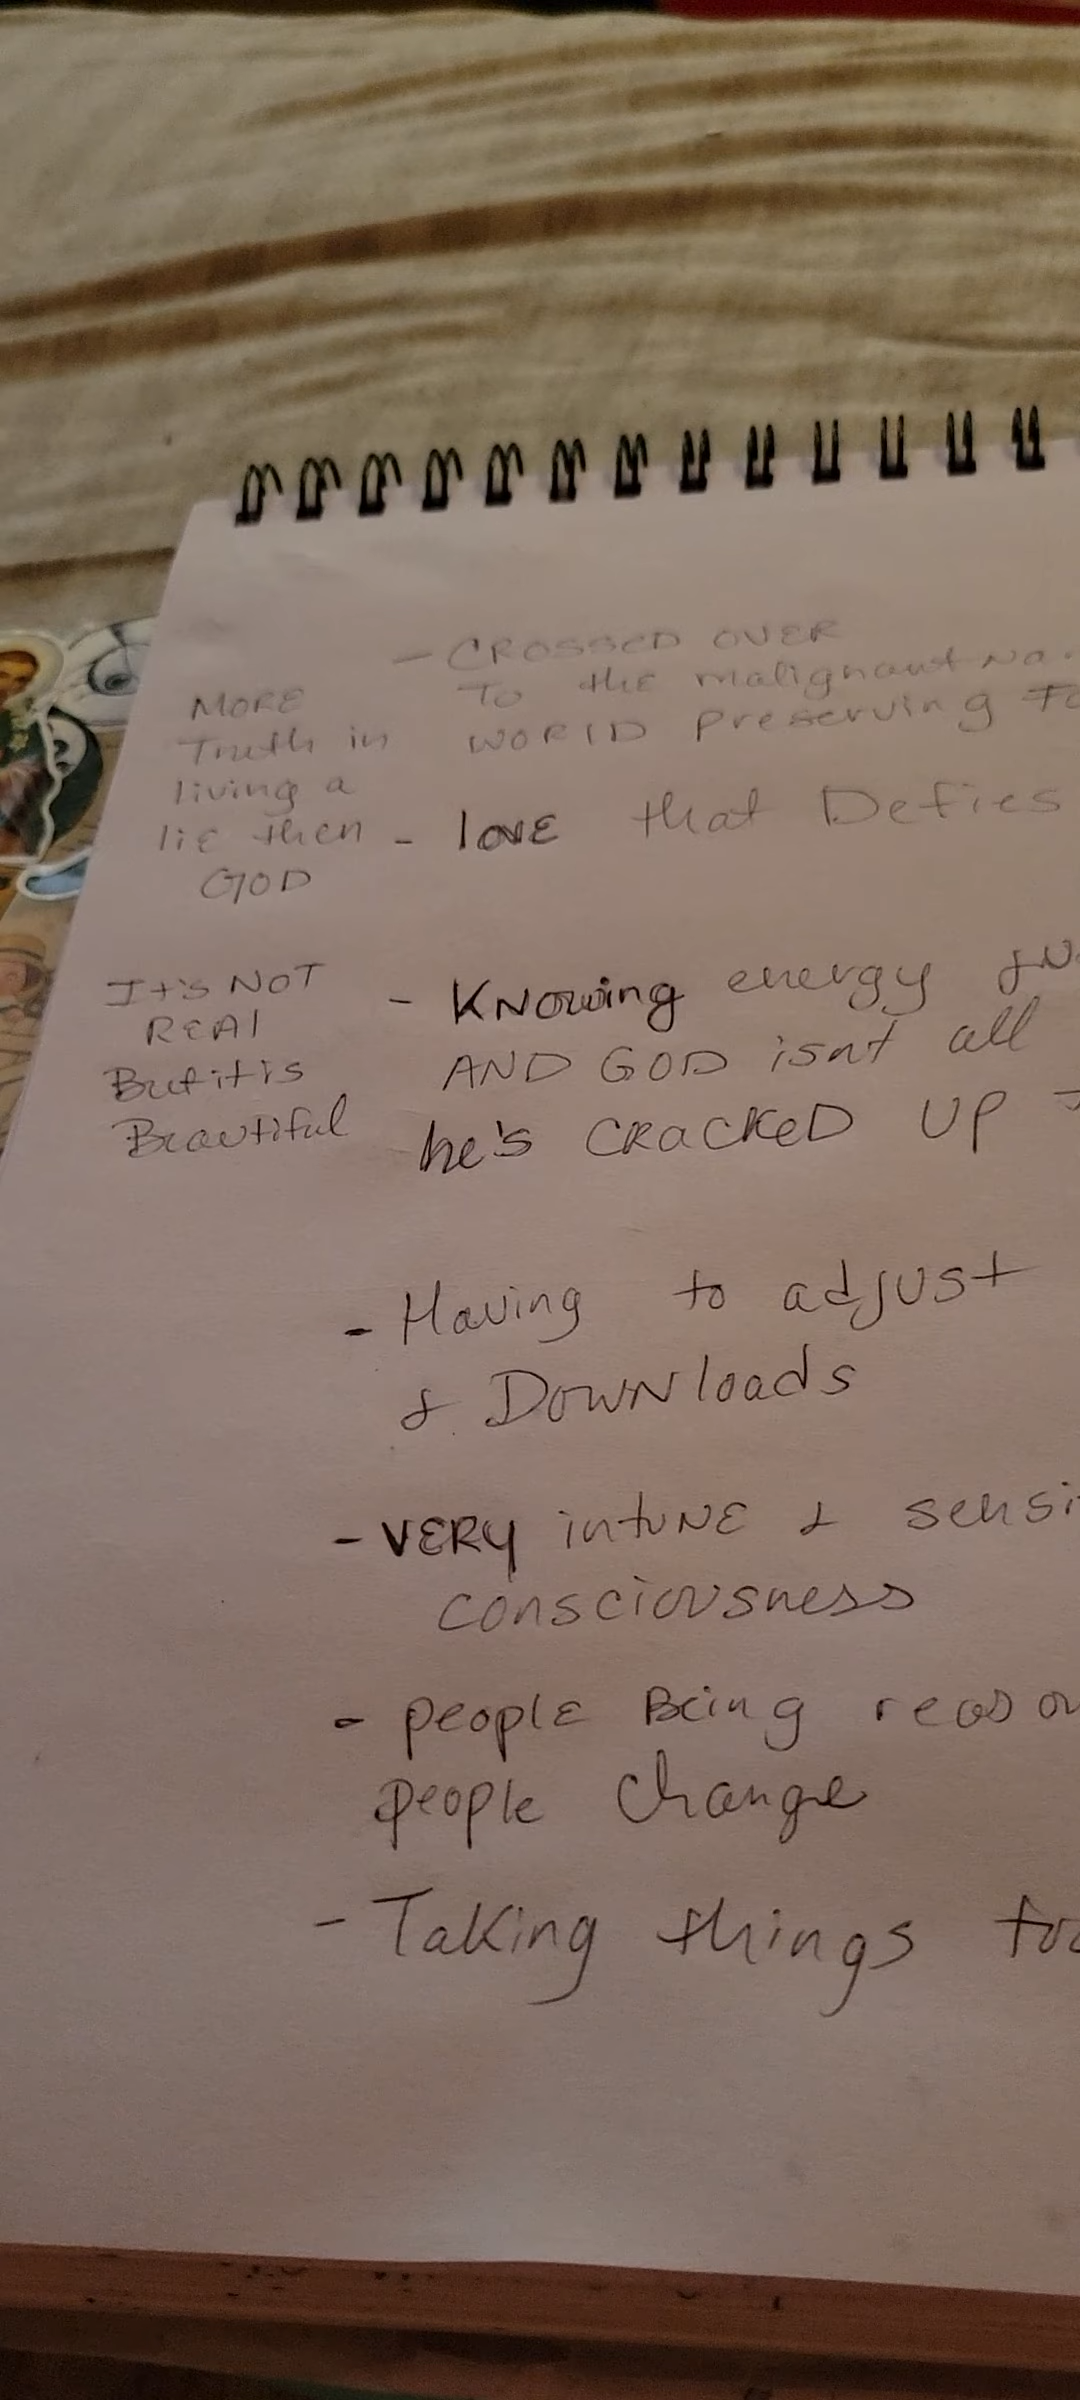 - CROSSED OVER
TO thE malignant
WORID preserving
- lOVE that Defies
MORE
Truth in
living a
liE then
GOD
- KNOwing energy
AND GOD isnt all
he's CRACKED UP
It's NOT
REAl
But it is
Beautiful
- Having to adjust
& DOWNloads
- VERY intUNE &
consciousness
- peoplE Being
people change
- Taking things